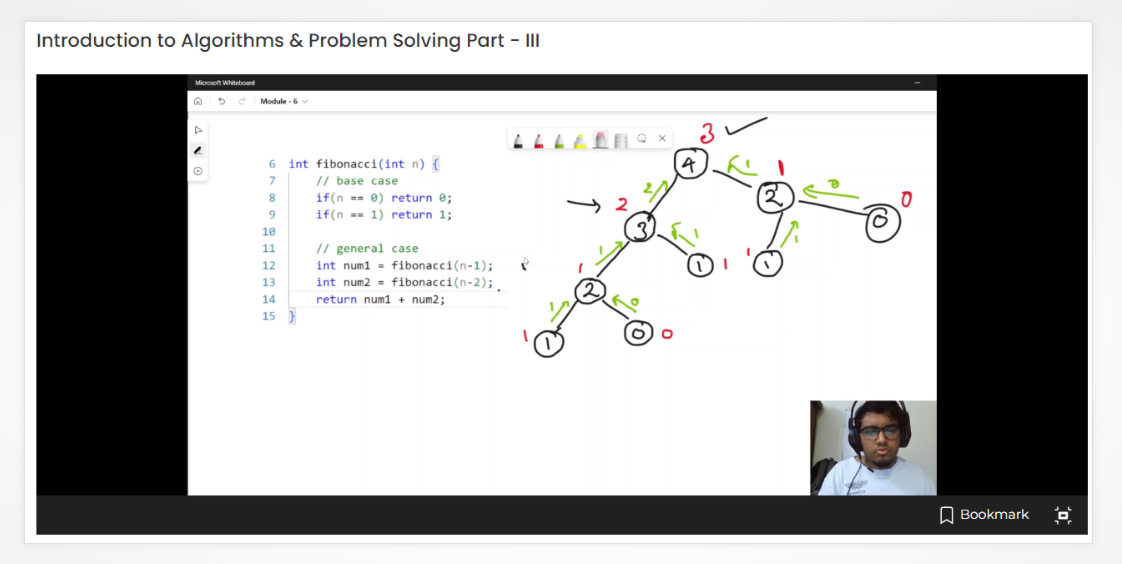 Introduction to Algorithms & Problem Solving Part - III
Microsoft Whiteboard
Module - 6
6 int fibonacci(int n) {
7 // base case
8 if(n == 0) return 0;
9 if(n == 1) return 1;
10
11 // general case
12 int num1 = fibonacci(n-1);
13 int num2 = fibonacci(n-2);
14 return num1 + num2;
15 }
3
4 1 1
2 2 0 0
2 3 1 1 0
1 1 1 1 1 1
1 2
1 0
1 1 0 0
Bookmark